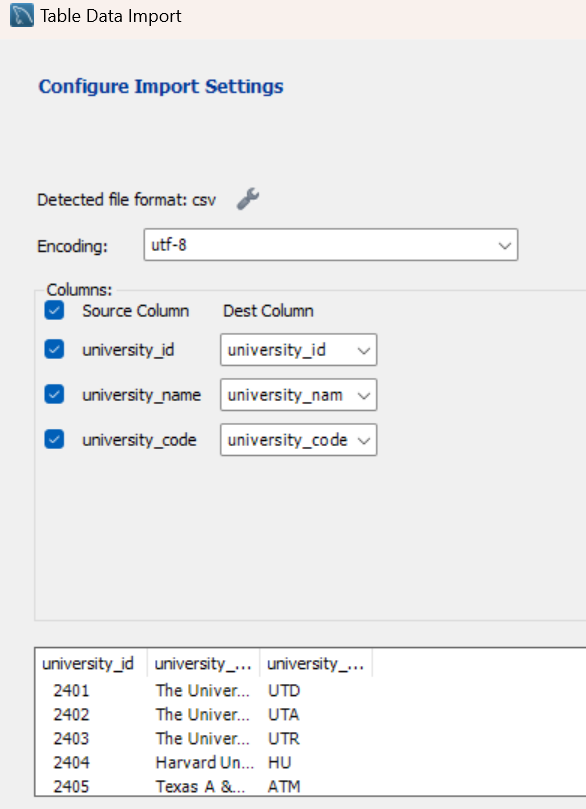 Table Data Import
Configure Import Settings
Detected file format: csv
Encoding: utf-8
Columns:
Source Column Dest Column
university_id university_id
university_name university_nam
university_code university_code
university_id university_... university_...
2401 The Univer... UTD
2402 The Univer... UTA
2403 The Univer... UTR
2404 Harvard Un... HU
2405 Texas A &... ATM